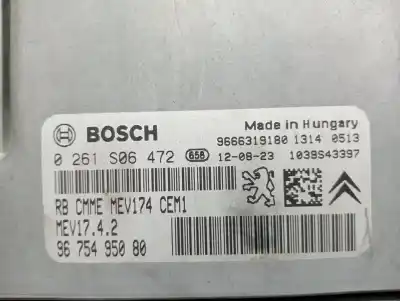 BOSCH
Made in Hungary
9666319180 1314 0513
0 261 S06 472 658 12-08-23 1039S43397
RB CMME MEV174 CEM1
MEV17.4.2
96 754 950 80